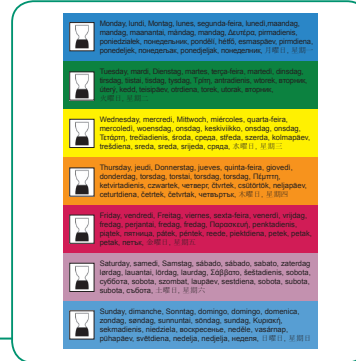 Monday, lundi, Montag, lunes, segunda-feira, lunedì,maandag,
mandag, maanantai, måndag, mandag, Δευτέρα, pirmadienis,
poniedziałek, понедельник, pondělí, hétfő, esmaspäev, pirmdiena,
ponedeljek, понеделник, ponedjeljak, понеделник, 月曜日, 星期一
Tuesday, mardi, Dienstag, martes, terça-feira, martedì, dinsdag,
tirsdag, tiistai, tisdag, tysdag, Τρίτη, antradienis, wtorek, вторник,
úterý, kedd, teisipäev, otrdiena, torek, utorak, вторник,
火曜日, 星期二
Wednesday, mercredi, Mittwoch, miércoles, quarta-feira,
mercoledì, woensdag, onsdag, keskiviikko, onsdag, onsdag,
Τετάρτη, trečiadienis, środa, среда, středa, szerda, kolmapäev,
trešdiena, sreda, sreda, srijeda, сряда, 水曜日, 星期三
Thursday, jeudi, Donnerstag, jueves, quinta-feira, giovedì,
donderdag, torsdag, torstai, torsdag, torsdag, Πέμπτη,
ketvirtadienis, czwartek, четверг, čtvrtek, csütörtök, neljapäev,
ceturtdiena, četrtek, četvrtak, четвъртък, 木曜日, 星期四
Friday, vendredi, Freitag, viernes, sexta-feira, venerdì, vrijdag,
fredag, perjantai, fredag, fredag, Παρασκευή, penktadienis,
piątek, пятница, pátek, péntek, reede, piektdiena, petek, petak,
petak, петък, 金曜日, 星期五
Saturday, samedi, Samstag, sábado, sábado, sabato, zaterdag
lørdag, lauantai, lördag, laurdag, Σάββατο, šeštadienis, sobota,
суббота, sobota, szombat, laupäev, sestdiena, sobota, subota,
subota, събота, 土曜日, 星期六
Sunday, dimanche, Sonntag, domingo, domingo, domenica,
zondag, søndag, sunnuntai, söndag, sundag, Κυριακή,
sekmadienis, niedziela, воскресенье, neděle, vasárnap,
pühapäev, svētdiena, nedelja, nedjelja, неделя, 日曜日, 星期日